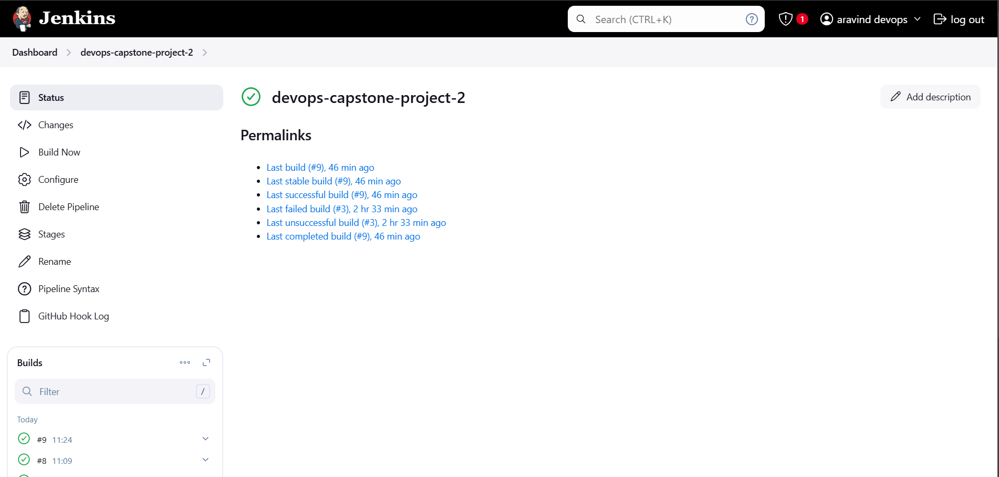 Jenkins
Search (CTRL+K)
?
1
aravind devops
log out
Dashboard
devops-capstone-project-2
Status
Changes
Build Now
Configure
Delete Pipeline
Stages
Rename
Pipeline Syntax
GitHub Hook Log
Builds
Filter
/
Today
#9 11:24
#8 11:09
devops-capstone-project-2
Add description
Permalinks
Last build (#9), 46 min ago
Last stable build (#9), 46 min ago
Last successful build (#9), 46 min ago
Last failed build (#3), 2 hr 33 min ago
Last unsuccessful build (#3), 2 hr 33 min ago
Last completed build (#9), 46 min ago